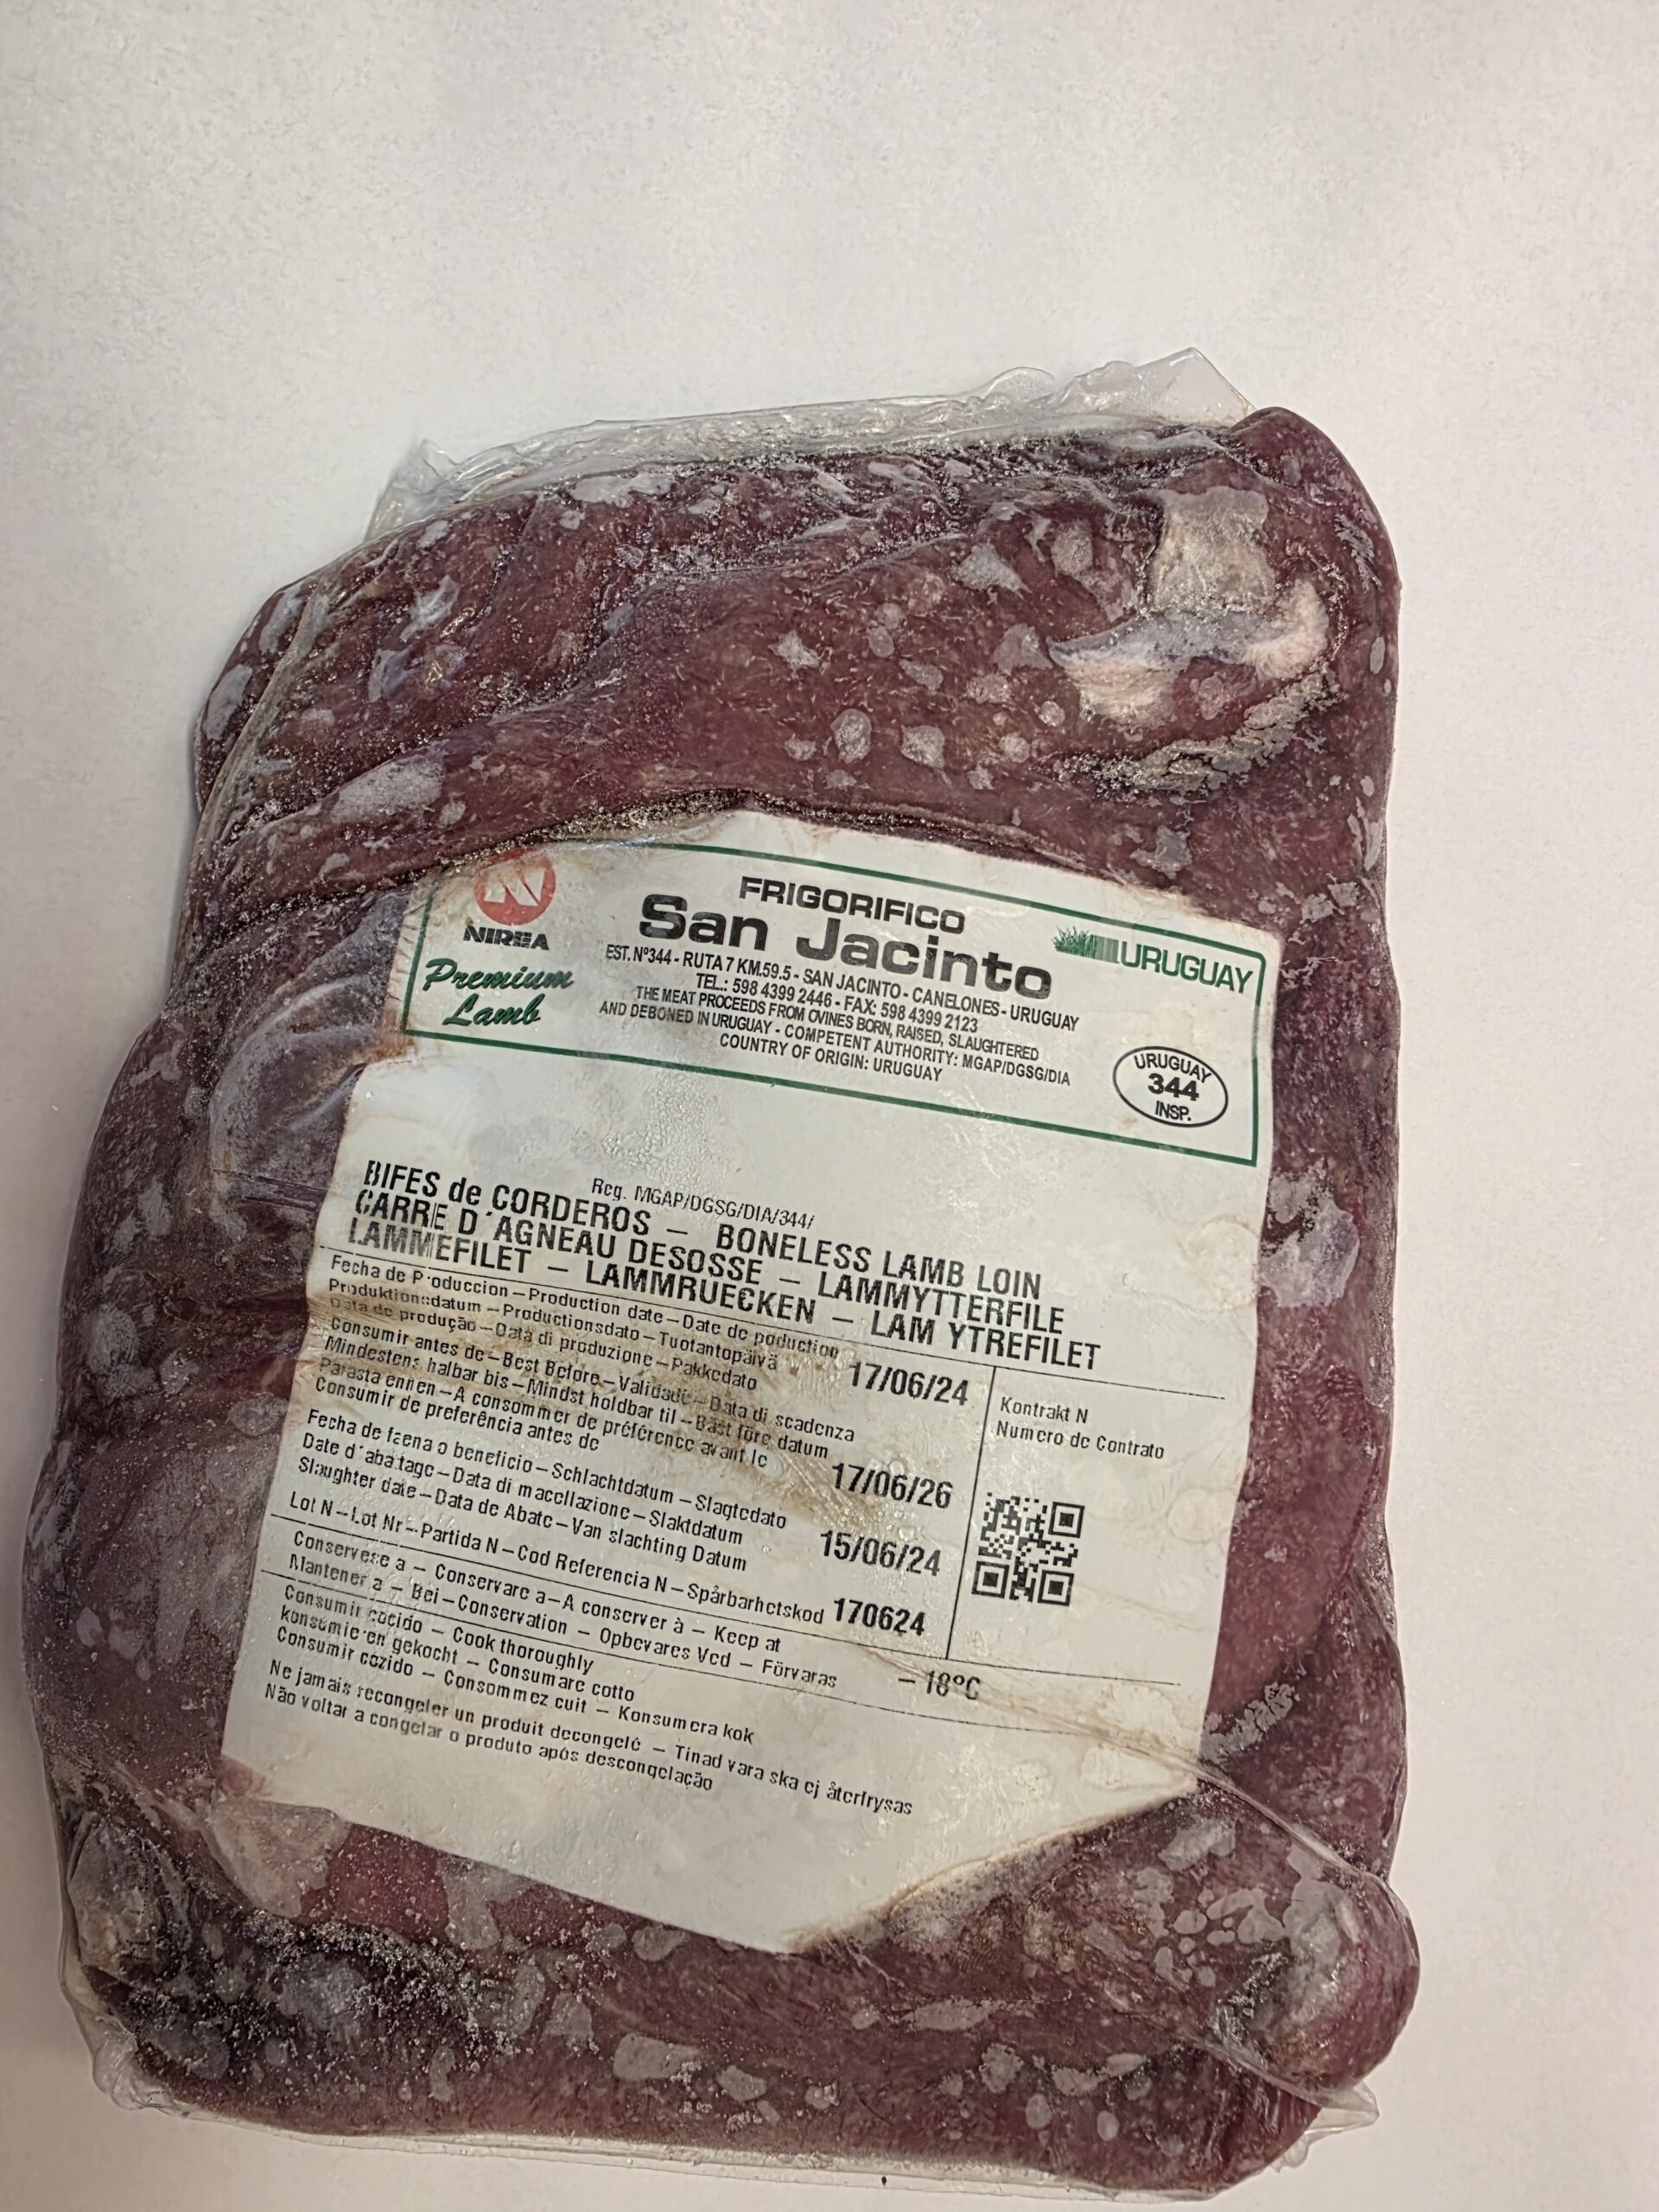 NIREA
Premium
Lamb
FRIGORIFICO
San Jacinto
EST. Nº344 - RUTA 7 KM.59.5 - SAN JACINTO - CANELONES - URUGUAY
TEL.: 598 4399 2446 - FAX: 598 4399 2123
THE MEAT PROCEEDS FROM OVINES BORN, RAISED, SLAUGHTERED
AND DEBONED IN URUGUAY - COMPETENT AUTHORITY: MGAP/DGSG/DIA
COUNTRY OF ORIGIN: URUGUAY
URUGUAY
URUGUAY
344
INSP.
Reg. MGAP/DGSG/DIA/344/
BIFES de CORDEROS – BONELESS LAMB LOIN
CARRE D´AGNEAU DESOSSE – LAMMYTTERFILE
LAMMEFILET – LAMMRUECKEN – LAM YTREFILET
Fecha de Produccion – Production date – Date de poduction
Produktionsdatum – Productionsdato – Tuotantopäivä
Data de produção – Data di produzione – Pakkedato
17/06/24
Consumir antes de – Best Before – Validade – Data di scadenza
Mindestens halbar bis – Mindst holdbar til – Bäst före datum
Parasta ennen – A consommer de préférence avant le
Consumir de preferência antes de
17/06/26
Fecha de faena o beneficio – Schlachtdatum – Slagtedato
Date d´abatage – Data di macellazione – Slaktdatum
Slaughter date – Data de Abate – Van slachting Datum
15/06/24
Lot N – Lot Nr – Partida N – Cod Referencia N – Spårbarhetskod 170624
Kontrakt N
Numero de Contrato
Conservese a – Conservare a – A conserver à – Keep at
Mantener a – Bei – Conservation – Opbevares Ved – Förvaras
– 18ºC
Consumir cocido – Cook thoroughly
konsumieren gekocht – Consumare cotto
Consumir cozido – Consommez cuit – Konsumera kok
Ne jamais recongeler un produit decongelé – Tinad vara ska ej återfrysas
Não voltar a congelar o produto após descongelação